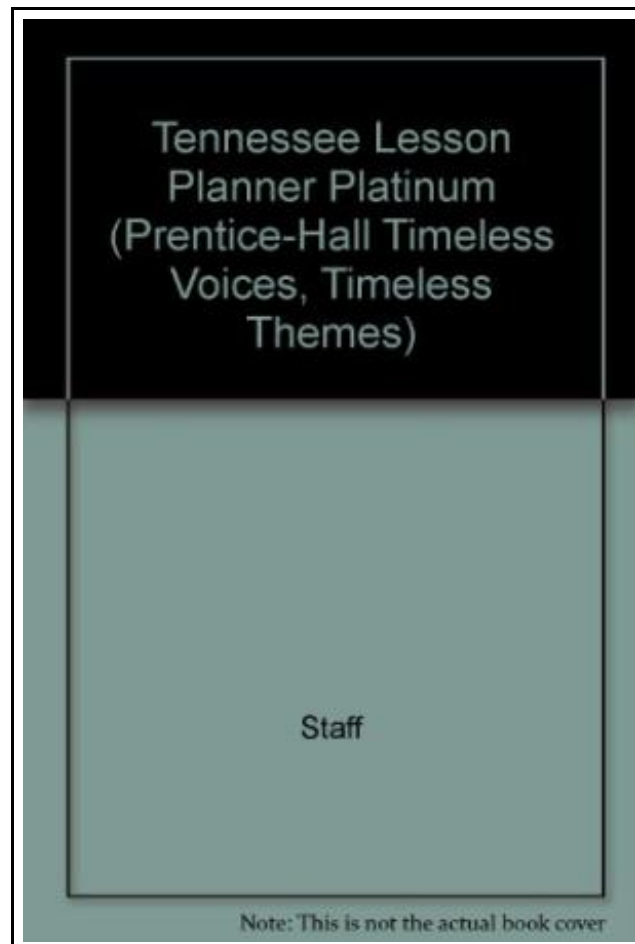 Tennessee Lesson
Planner Platinum
(Prentice-Hall Timeless
Voices, Timeless
Themes)
Staff
Note: This is not the actual book cover